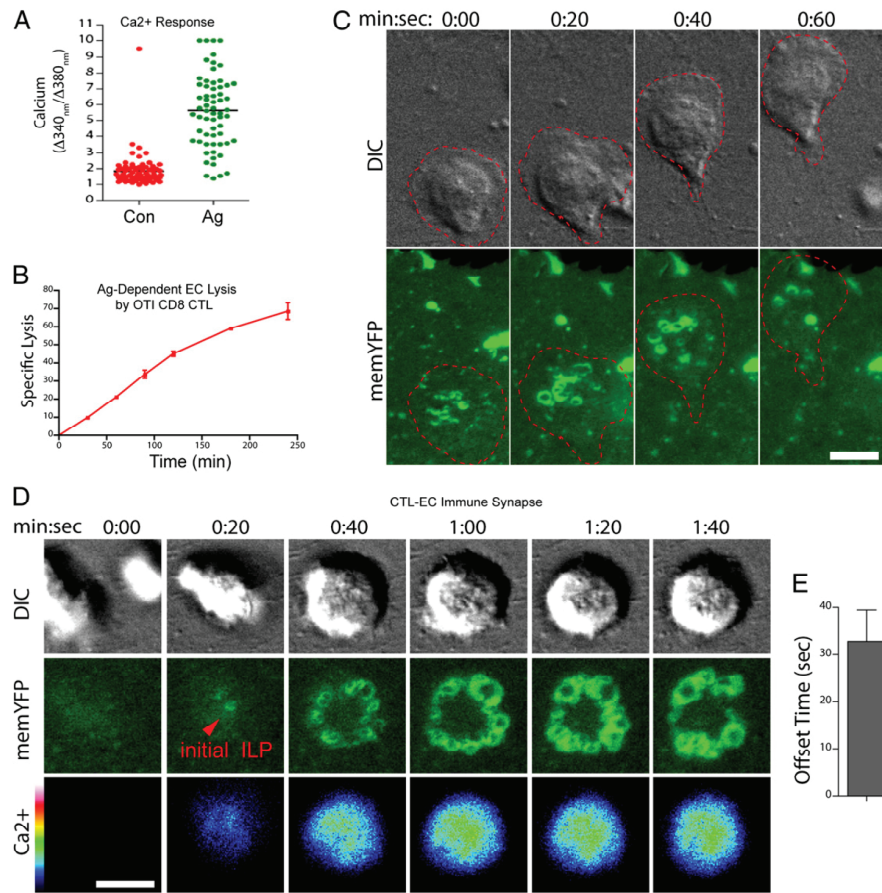 A
Ca2+ Response
Calcium
(Δ340nm/Δ380nm)
11
10
9
8
7
6
5
4
3
2
1
0
Con
Ag
B
Ag-Dependent EC Lysis
by OTI CD8 CTL
Specific Lysis
80
70
60
50
40
30
20
10
0
0
50
100
150
200
250
Time (min)
C
min:sec: 0:00 0:20 0:40 0:60
DIC
memYFP
D
CTL-EC Immune Synapse
min:sec 0:00 0:20 0:40 1:00 1:20 1:40
DIC
memYFP
initial ILP
Ca2+
E
Offset Time (sec)
40
30
20
10
0